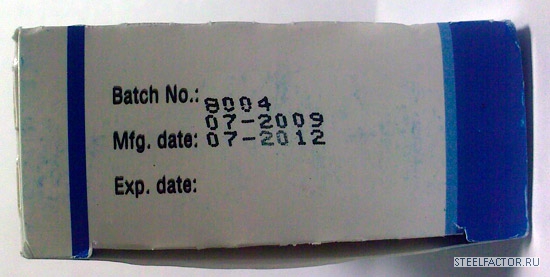 Batch No.: 8004
07-2009
Mfg. date: 07-2012
Exp. date:
STEELFACTOR.RU